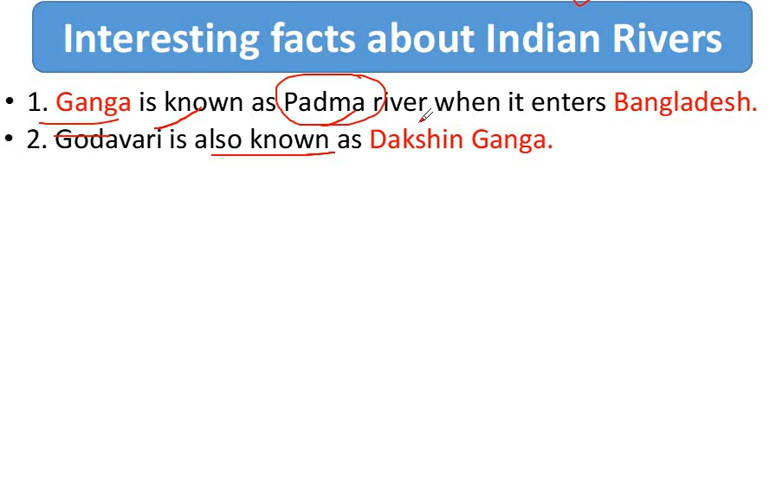 Interesting facts about Indian Rivers
• 1. Ganga is known as Padma river when it enters Bangladesh.
• 2. Godavari is also known as Dakshin Ganga.